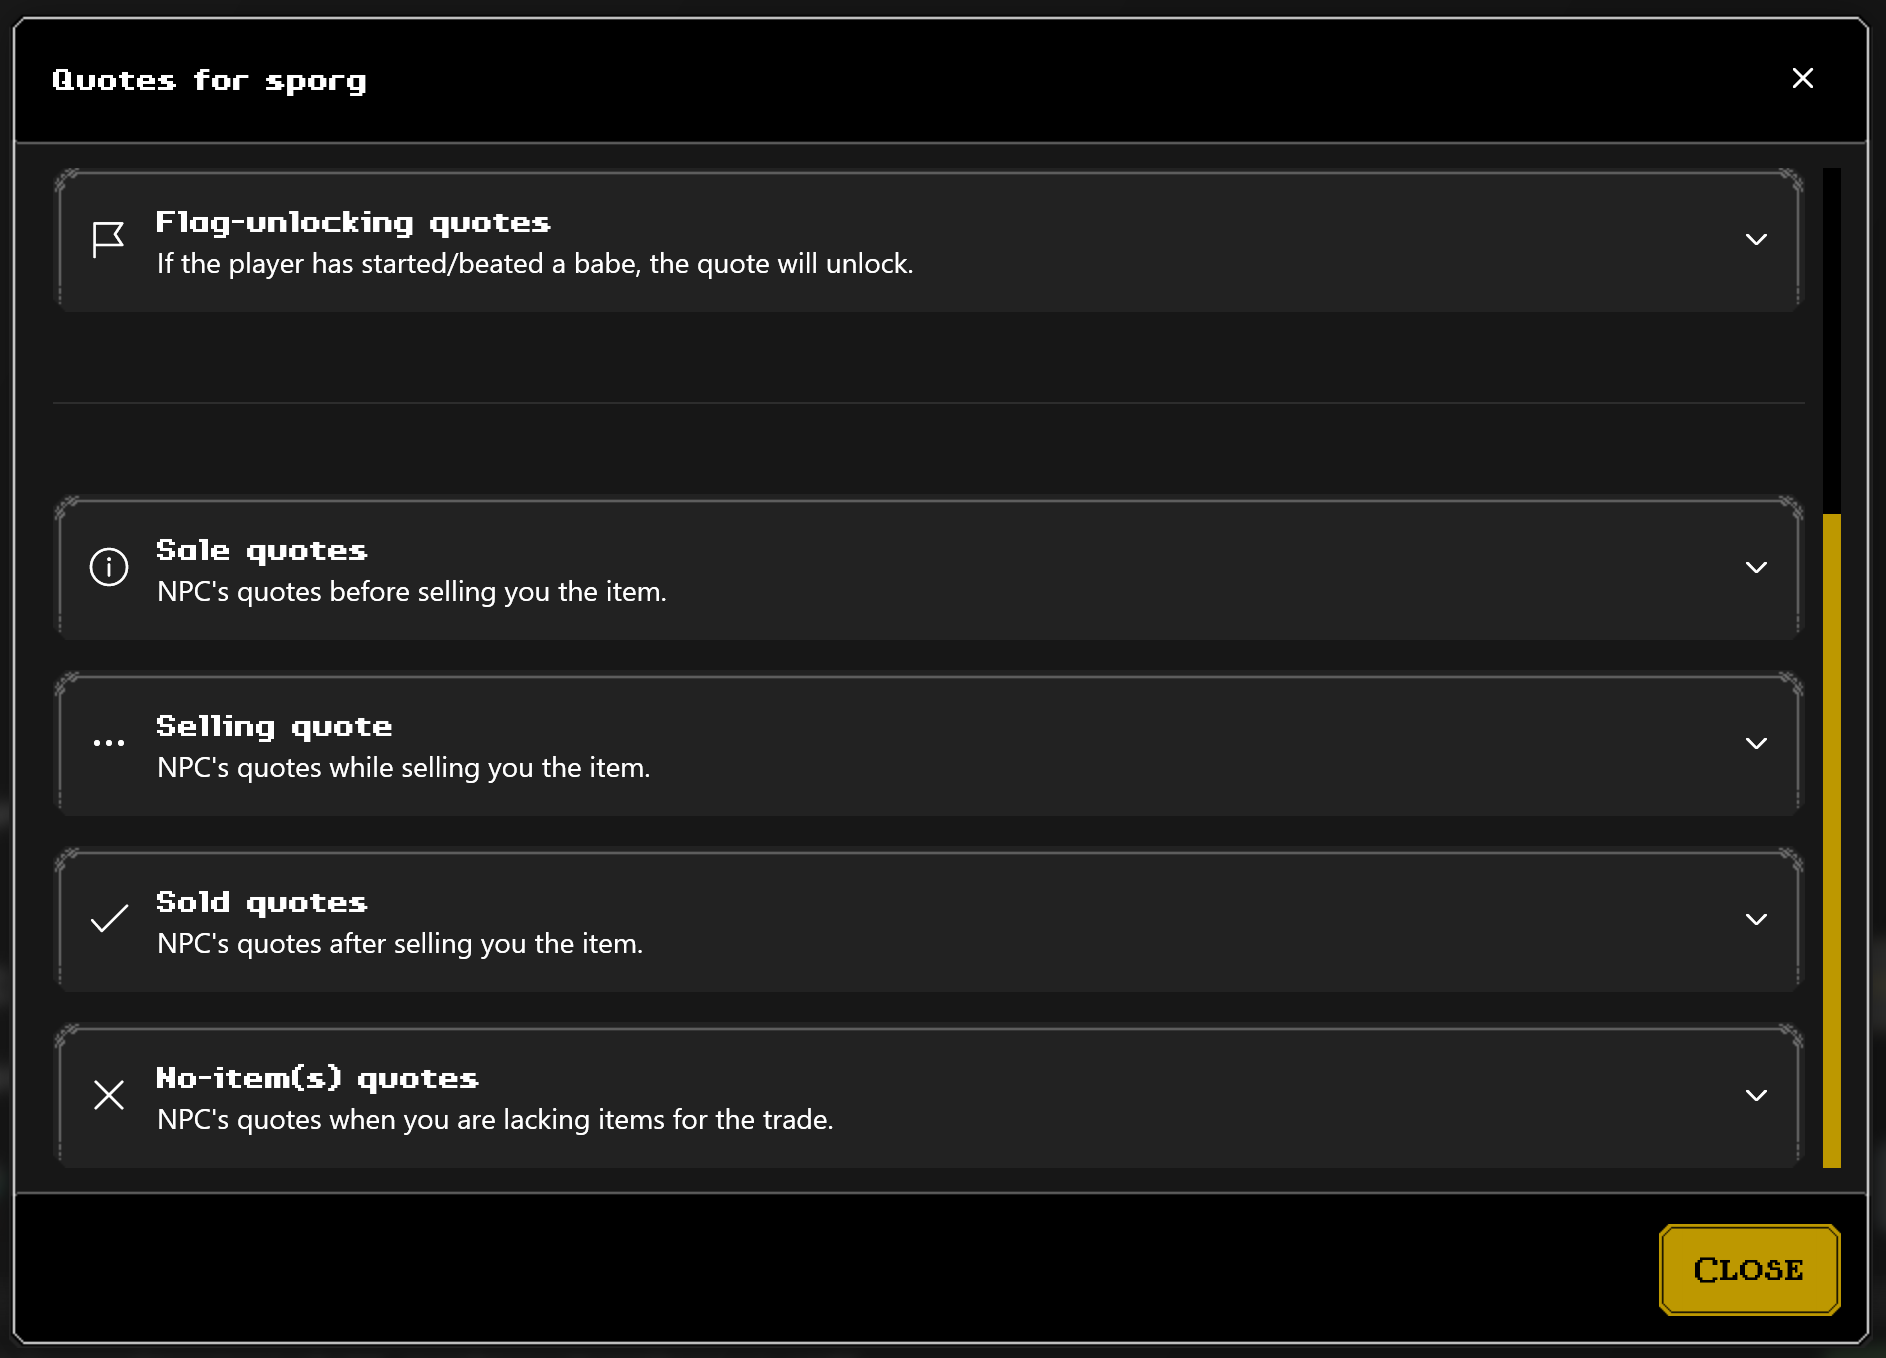 Quotes for sporg
Flag-unlocking quotes
If the player has started/beated a babe, the quote will unlock.
Sale quotes
NPC's quotes before selling you the item.
Selling quote
NPC's quotes while selling you the item.
Sold quotes
NPC's quotes after selling you the item.
No-item(s) quotes
NPC's quotes when you are lacking items for the trade.
CLOSE